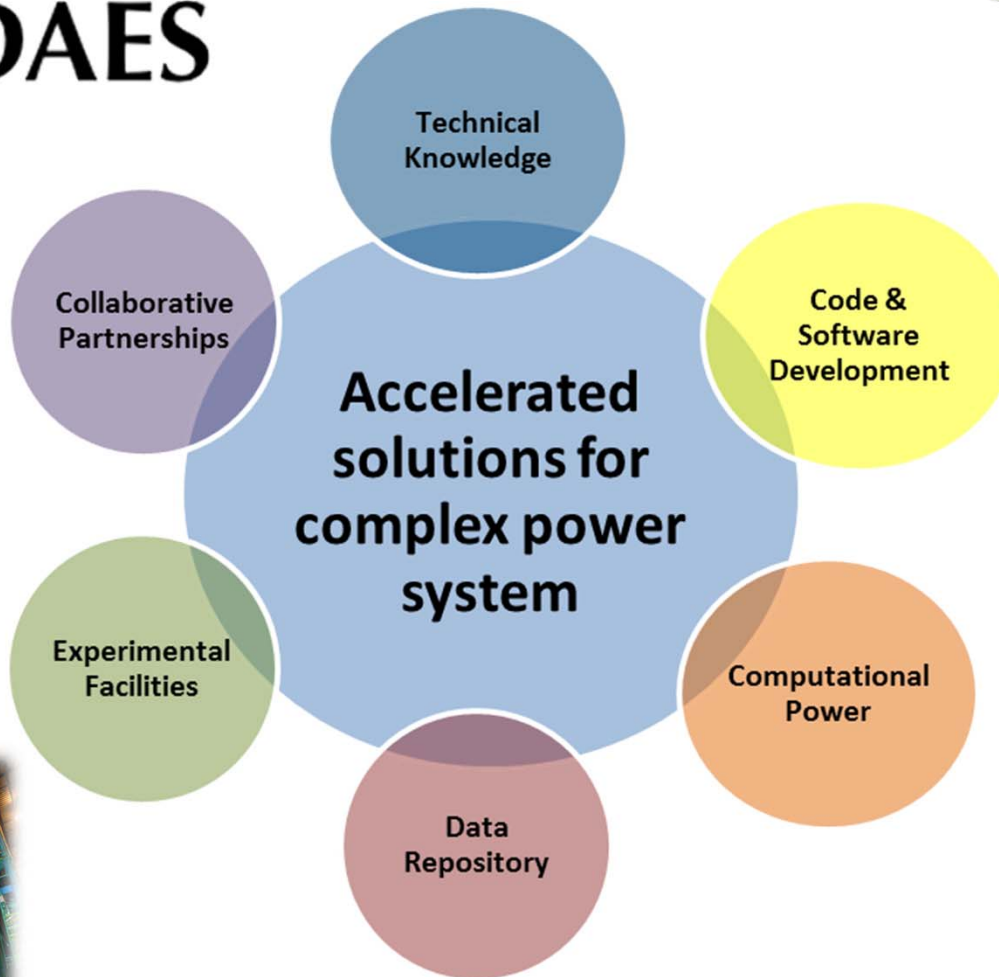 DAES
Technical
Knowledge
Collaborative
Partnerships
Code &
Software
Development
Accelerated
solutions for
complex power
system
Experimental
Facilities
Computational
Power
Data
Repository